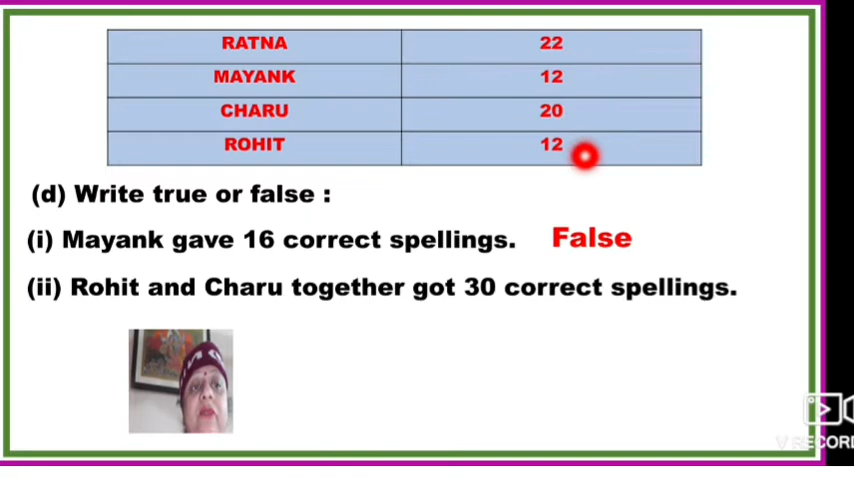 RATNA 22
MAYANK 12
CHARU 20
ROHIT 12
(d) Write true or false :
(i) Mayank gave 16 correct spellings. False
(ii) Rohit and Charu together got 30 correct spellings.
V RECORD